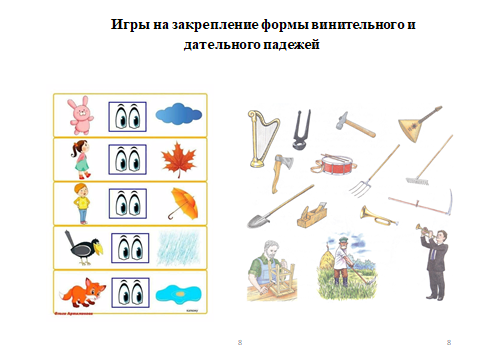 Игры на закрепление формы винительного и
дательного падежей
8
8